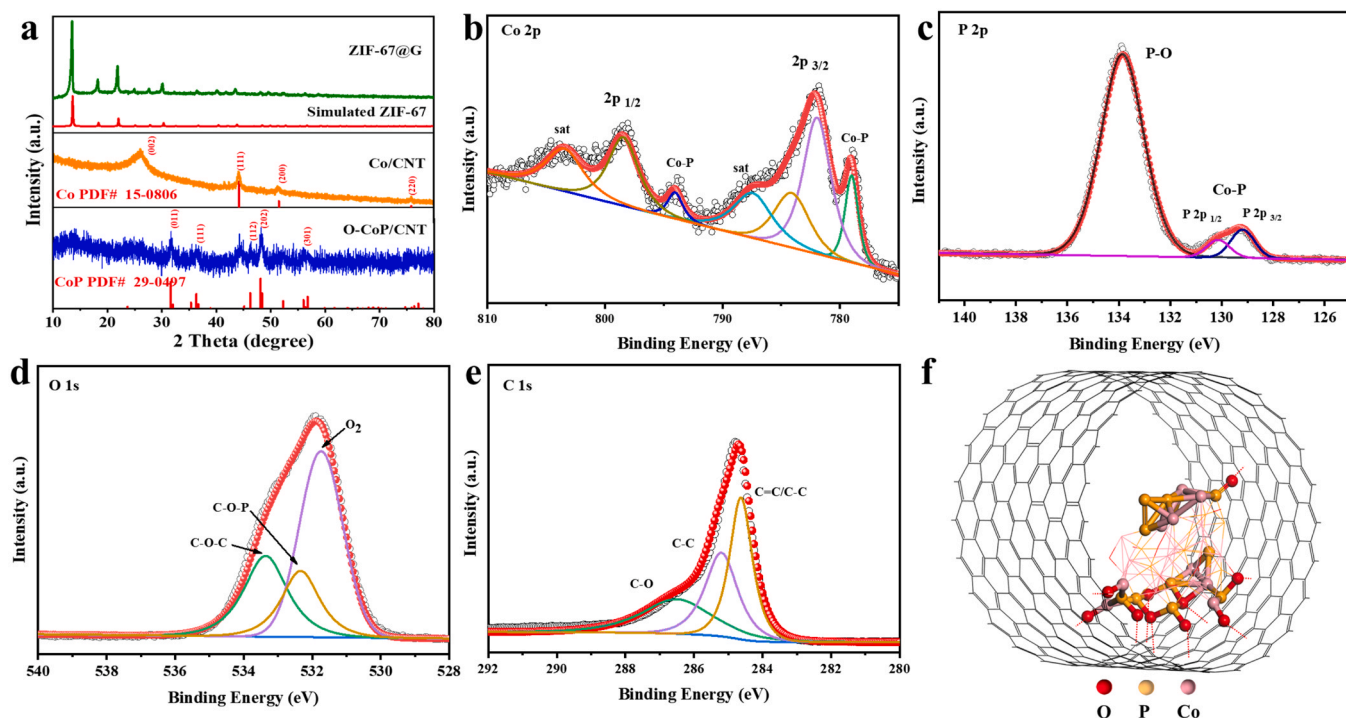 a
ZIF-67@G
Simulated ZIF-67
Co/CNT
(002)
(111)
(200)
(220)
Co PDF# 15-0806
O-CoP/CNT
(011)
(111)
(112)
(202)
(301)
CoP PDF# 29-0497
10 20 30 40 50 60 70 80
2 Theta (degree)
Intensity (a.u.)
b
Co 2p
2p 3/2
2p 1/2
sat
Co-P
sat
Co-P
810 800 790 780
Binding Energy (eV)
Intensity (a.u.)
c
P 2p
P-O
Co-P
P 2p 1/2
P 2p 3/2
140 138 136 134 132 130 128 126
Binding Energy (eV)
Intensity (a.u.)
d
O 1s
O2
C-O-P
C-O-C
540 538 536 534 532 530 528
Binding Energy (eV)
Intensity (a.u.)
e
C 1s
C=C/C-C
C-C
C-O
292 290 288 286 284 282 280
Binding Energy (eV)
Intensity (a.u.)
f
O P Co